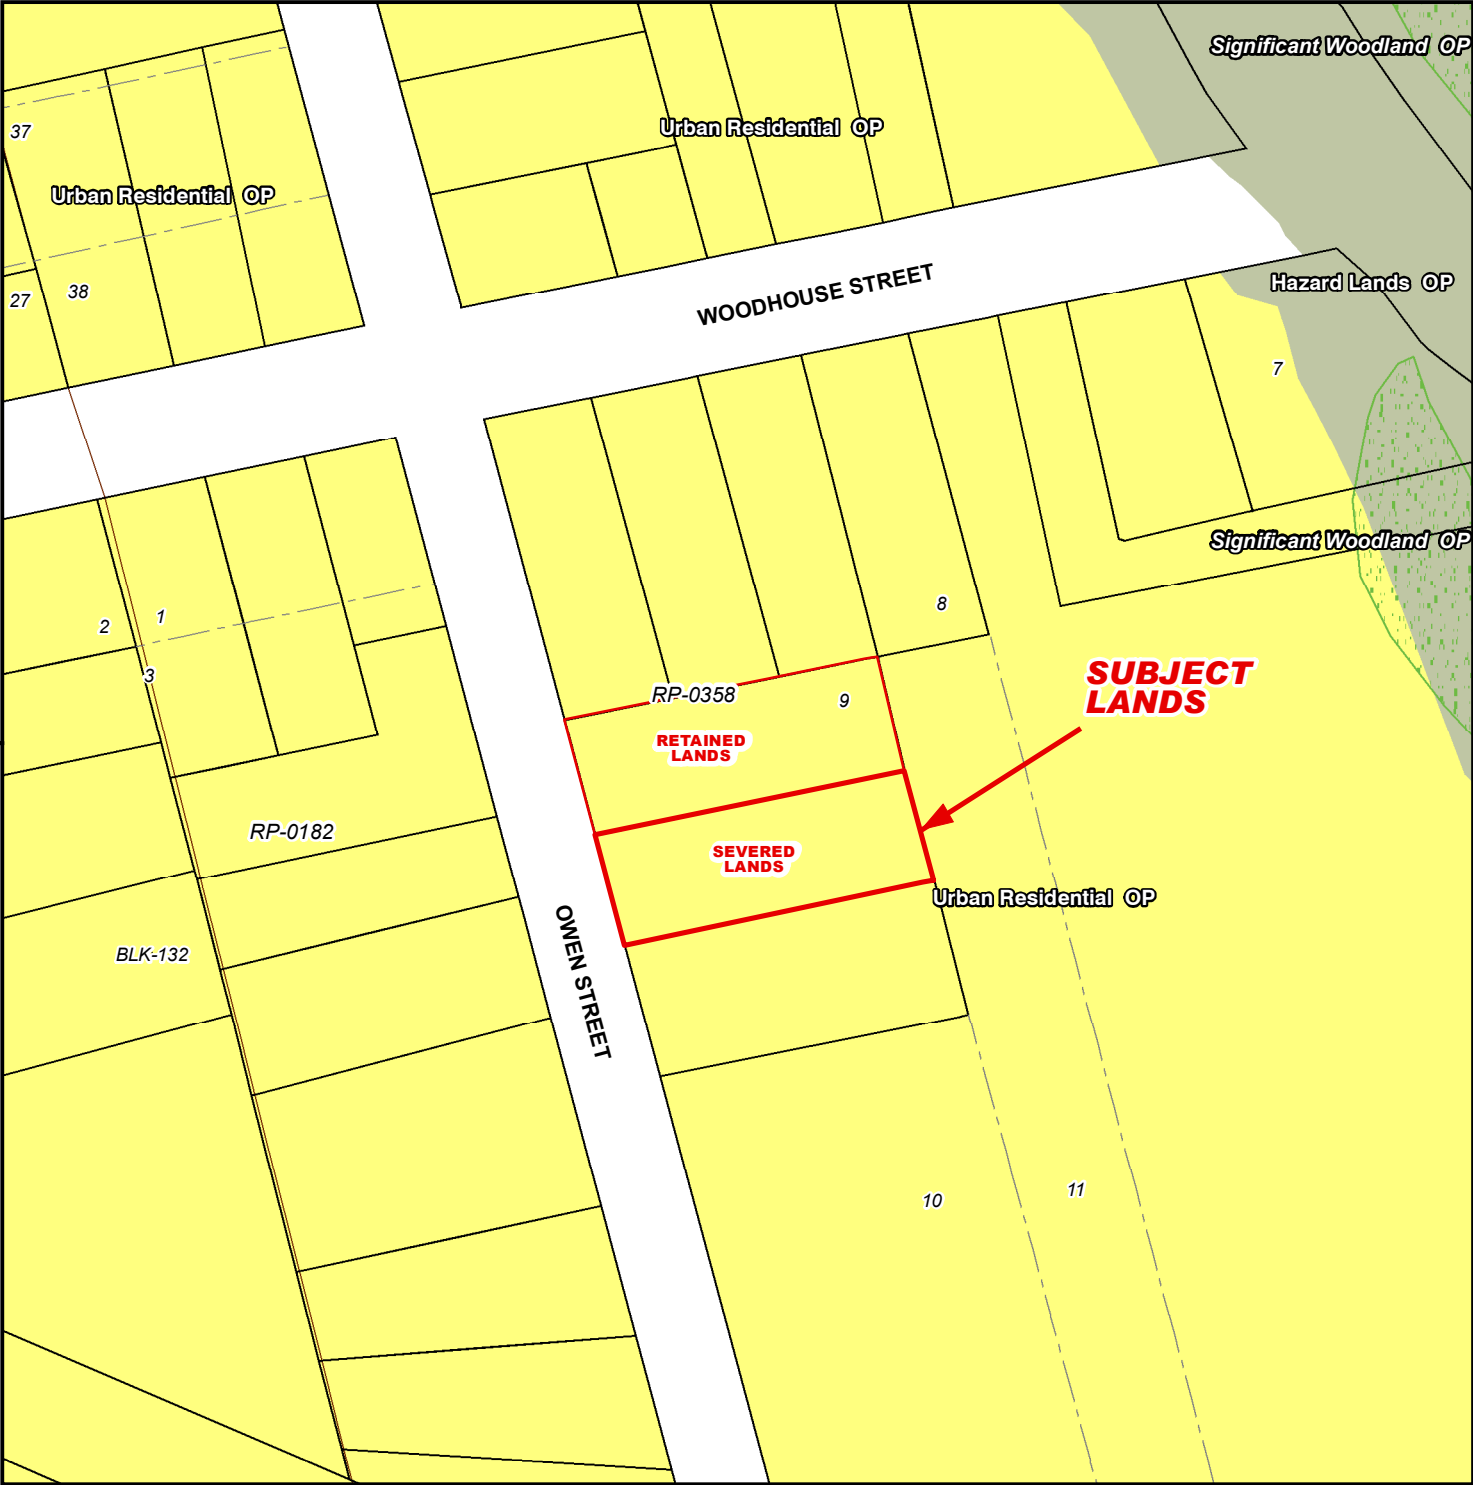 Significant Woodland OP
Urban Residential OP
37
Urban Residential OP
WOODHOUSE STREET
Hazard Lands OP
38
27
7
Significant Woodland OP
8
1
2
3
SUBJECT
LANDS
RP-0358
9
RETAINED
LANDS
RP-0182
SEVERED
LANDS
Urban Residential OP
BLK-132
OWEN STREET
10
11